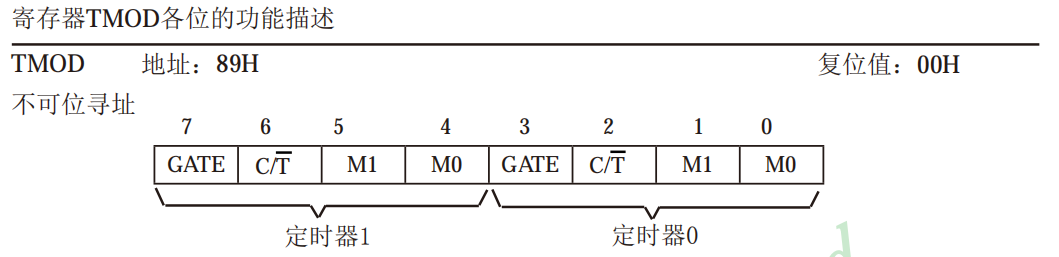 寄存器TMOD各位的功能描述
TMOD 地址：89H 复位值：00H
不可位寻址
7 6 5 4 3 2 1 0
GATE C/T̅ M1 M0 GATE C/T̅ M1 M0
定时器1 定时器0
d